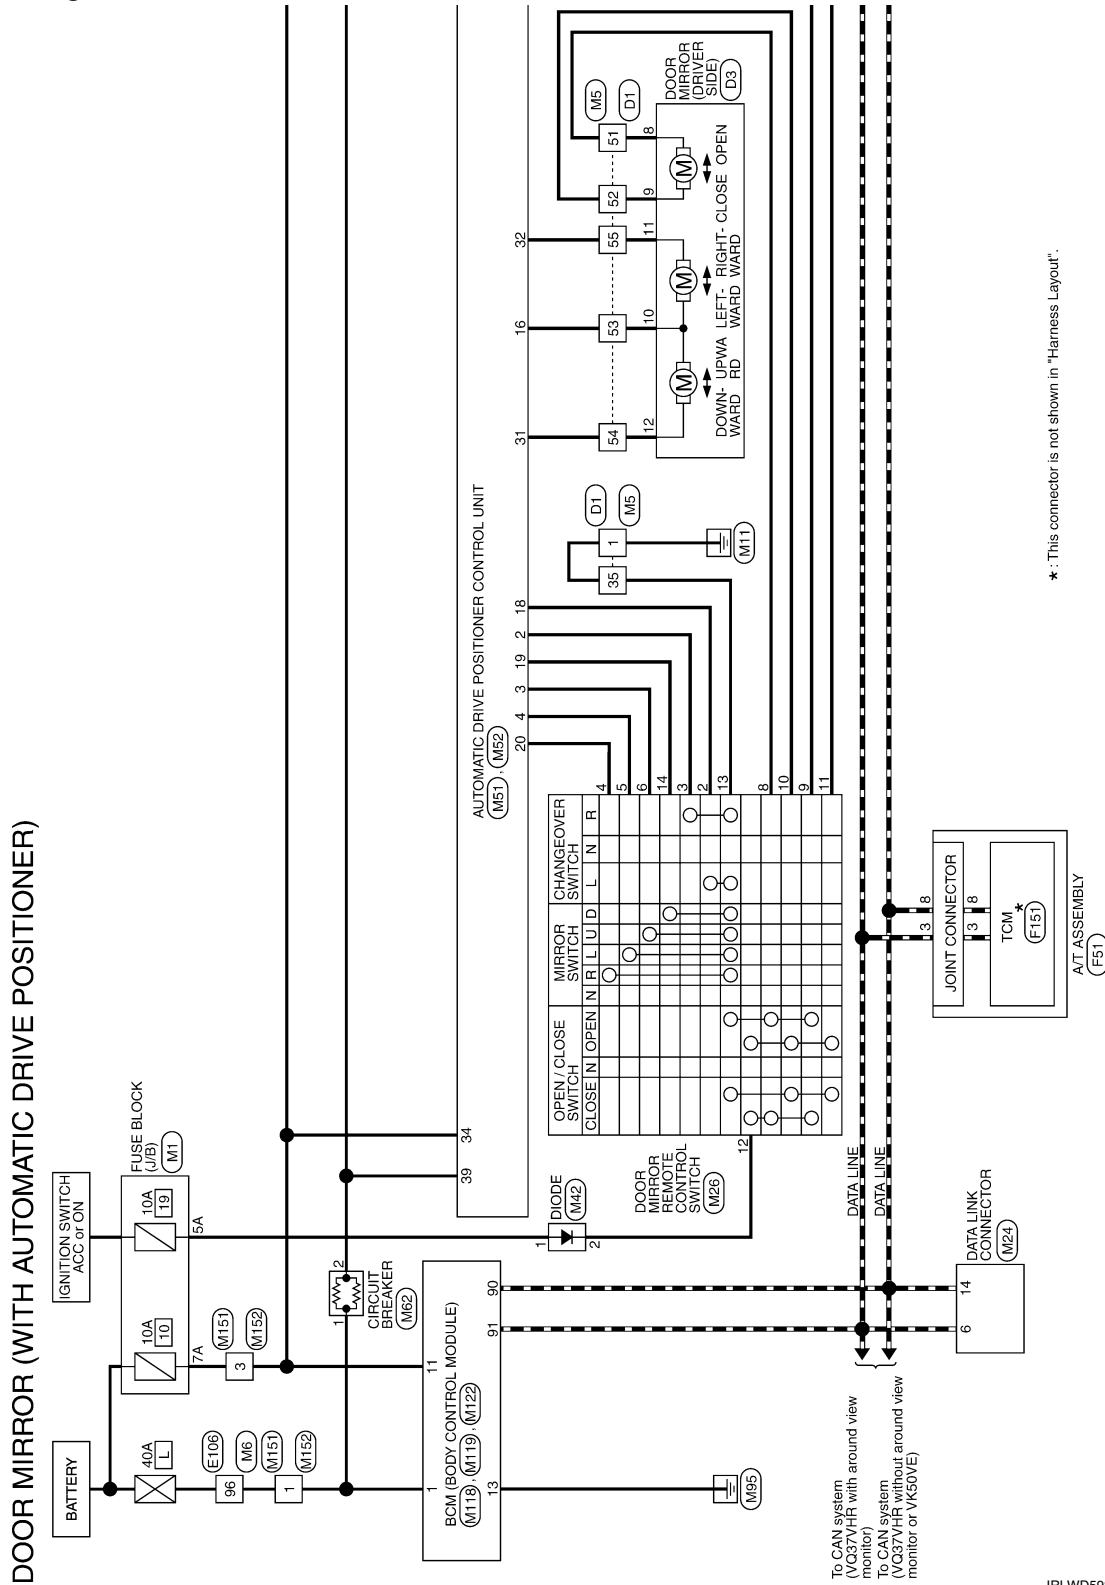 DOOR MIRROR (WITH AUTOMATIC DRIVE POSITIONER)
BATTERY
IGNITION SWITCH
ACC or ON
40A
L
10A
10
10A
19
FUSE BLOCK
(J/B)
M1
7A
5A
96
E106
M6
1
M151
M152
3
M151
M152
1
2
CIRCUIT
BREAKER
M62
1
11
BCM (BODY CONTROL MODULE)
M118 , M119 , M122
13
91
90
M95
39
34
AUTOMATIC DRIVE POSITIONER CONTROL UNIT
M51 , M52
20
4
3
19
2
18
31
16
32
1
2
DIODE
M42
DOOR
MIRROR
REMOTE
CONTROL
SWITCH
M26
12
OPEN / CLOSE
SWITCH
MIRROR
SWITCH
CHANGEOVER
SWITCH
CLOSE
N
OPEN
N
R
L
U
D
L
N
R
4
5
6
14
3
2
13
8
10
9
11
35
1
D1
M5
M11
54
53
55
52
51
M5
D1
12
10
11
9
8
M
M
M
DOWN-
WARD
UPWA
RD
LEFT-
WARD
RIGHT-
WARD
CLOSE
OPEN
DOOR
MIRROR
(DRIVER
SIDE)
D3
DATA LINE
DATA LINE
6
14
DATA LINK
CONNECTOR
M24
3
8
JOINT CONNECTOR
3
8
TCM
*
F151
A/T ASSEMBLY
F51
To CAN system
(VQ37VHR with around view
monitor)
To CAN system
(VQ37VHR without around view
monitor or VK50VE)
* : This connector is not shown in "Harness Layout".